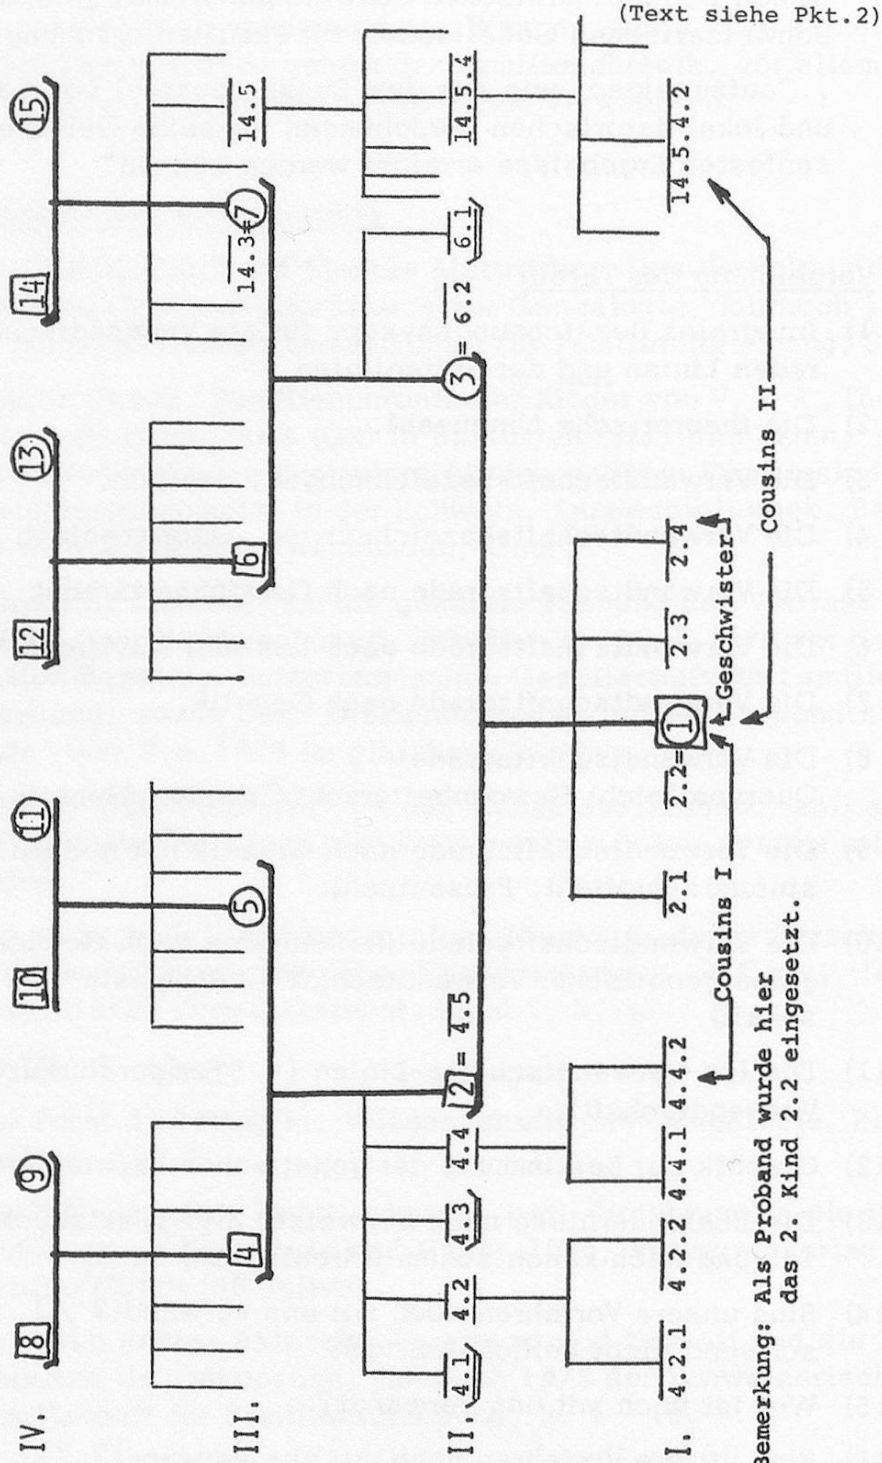 (Text siehe Pkt.2)
IV. 8 9 10 11 12 13 14 15
III. 4 5 6 14.3=7 14.5
II. 4.1 4.2 4.3 4.4 2 = 4.5 3 = 6.2 6.1 14.5.4
I. 4.2.1 4.2.2 4.4.1 4.4.2 2.1 2.2= 1 2.3 2.4 14.5.4.2
Cousins I Geschwister
Cousins II
Bemerkung: Als Proband wurde hier
das 2. Kind 2.2 eingesetzt.